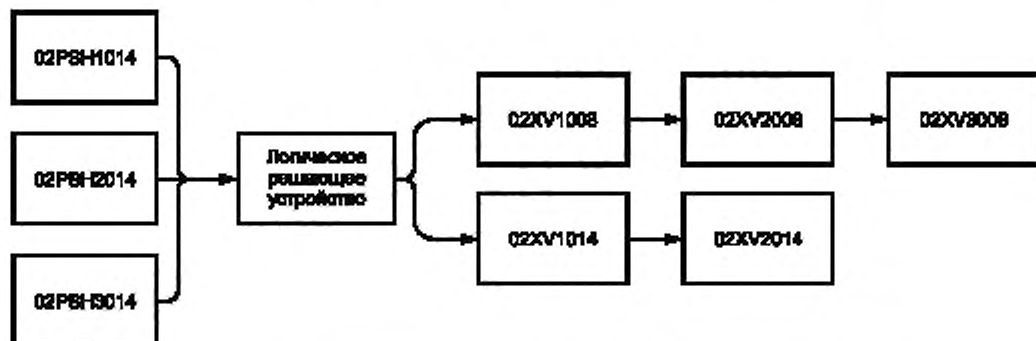 02PSH1014
02PSH2014
02PSH3014
Логическое
решающее
устройство
02XV1008
02XV2008
02XV3008
02XV1014
02XV2014